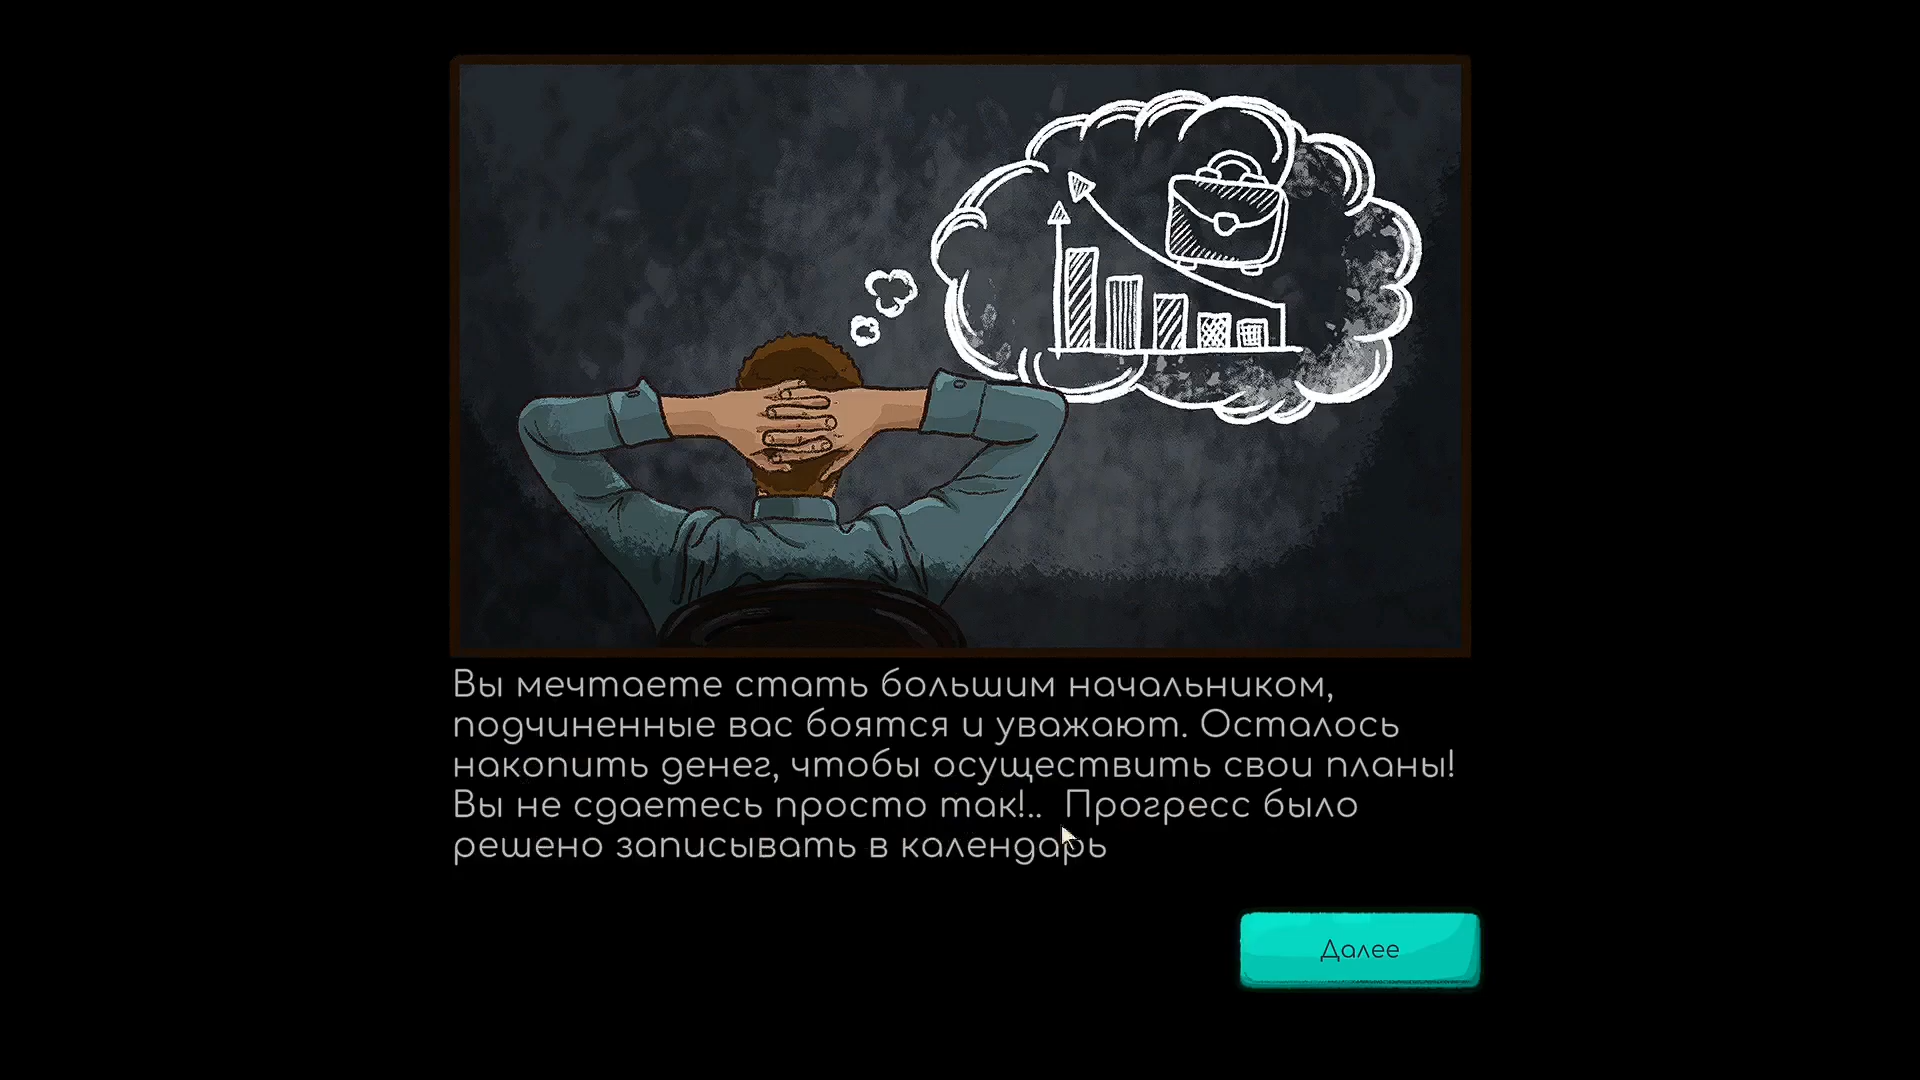 Вы мечтаете стать большим начальником,
подчиненные вас боятся и уважают. Осталось
накопить денег, чтобы осуществить свои планы!
Вы не сдаетесь просто так!.. Прогресс было
решено записывать в календарь
Далее